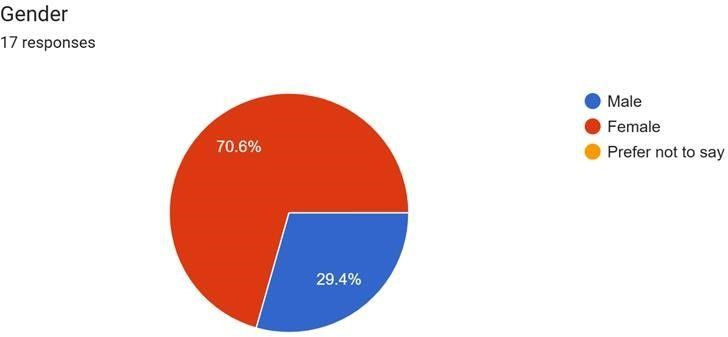 Gender
17 responses
Male
Female
Prefer not to say
70.6%
29.4%